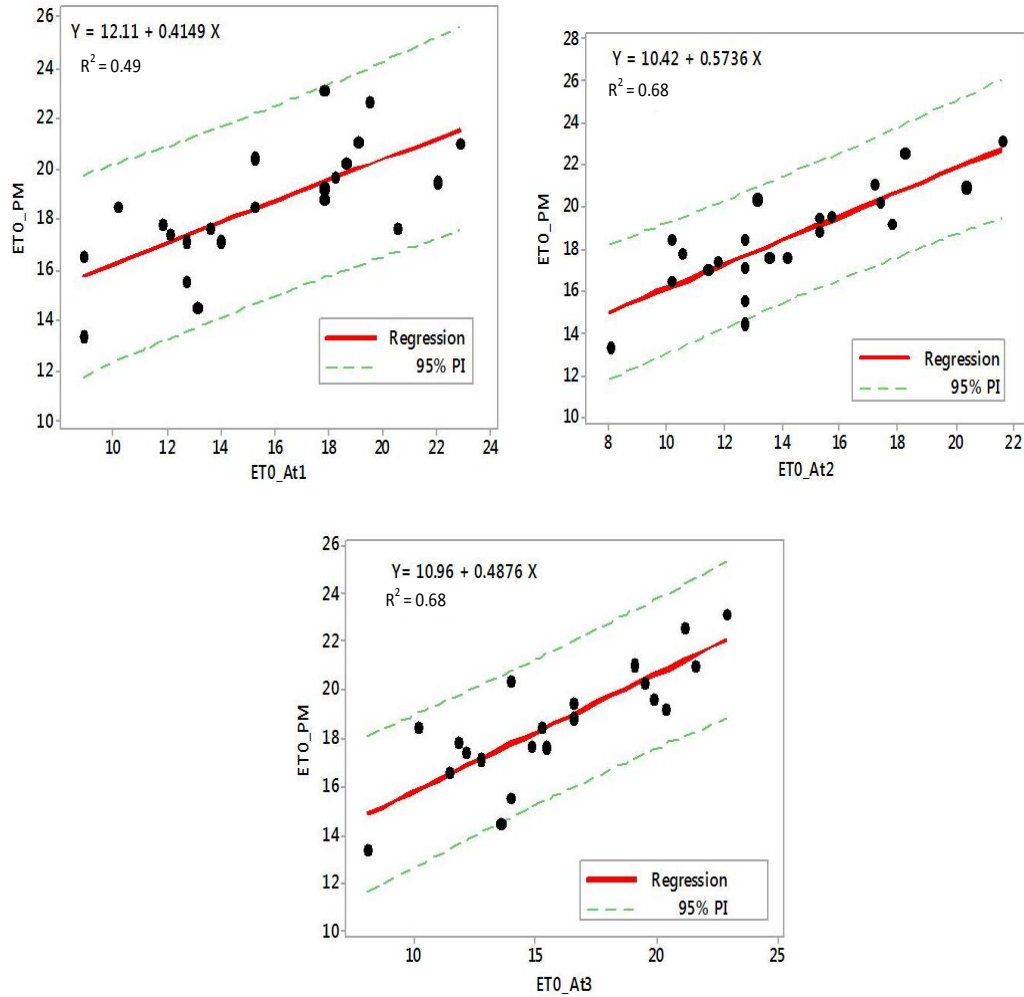 Y = 12.11 + 0.4149 X
R² = 0.49
26
24
22
20
18
16
14
12
10
ET0_PM
Regression
95% PI
10 12 14 16 18 20 22 24
ET0_At1
Y = 10.42 + 0.5736 X
R² = 0.68
28
26
24
22
20
18
16
14
12
10
ET0_PM
Regression
95% PI
8 10 12 14 16 18 20 22
ET0_At2
Y= 10.96 + 0.4876 X
R² = 0.68
26
24
22
20
18
16
14
12
10
ET0_PM
Regression
95% PI
10 15 20 25
ET0_At3